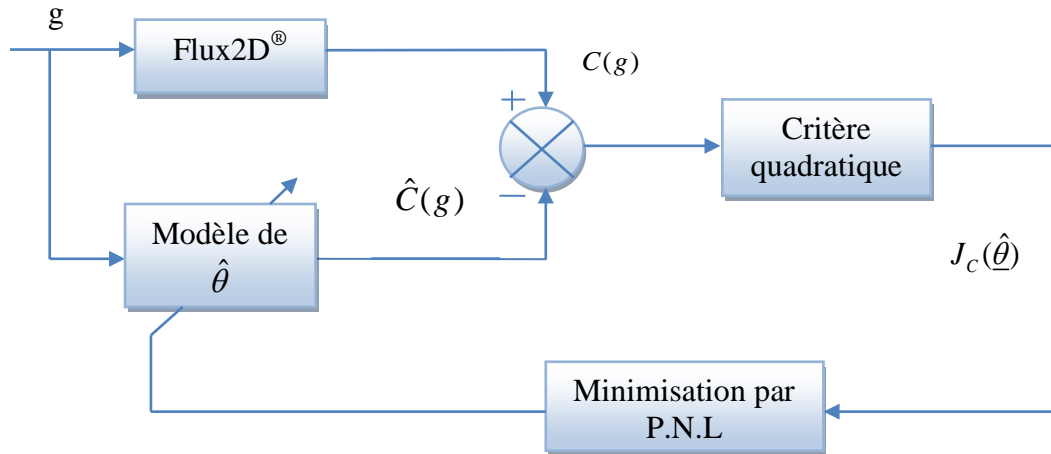 g
Flux2D®
C(g)
+
Critère
quadratique
−
Ĉ(g)
Modèle de
θ̂
J_C(θ̲̂)
Minimisation par
P.N.L